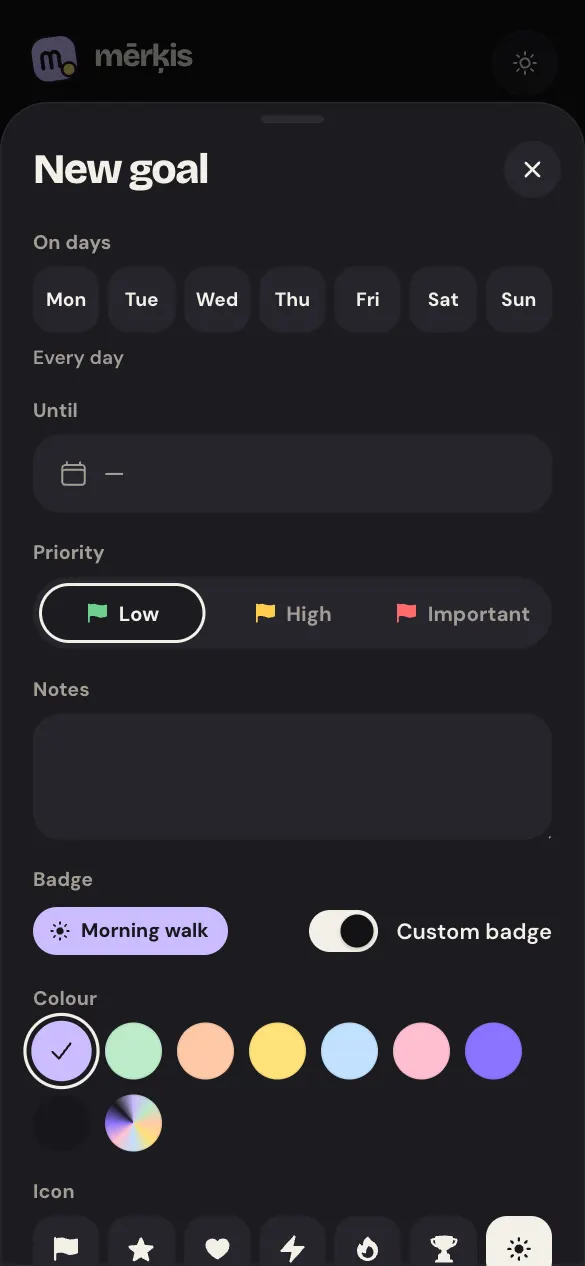 m.
mērķis
New goal
On days
Mon Tue Wed Thu Fri Sat Sun
Every day
Until
—
Priority
Low High Important
Notes
Badge
Morning walk Custom badge
Colour
Icon